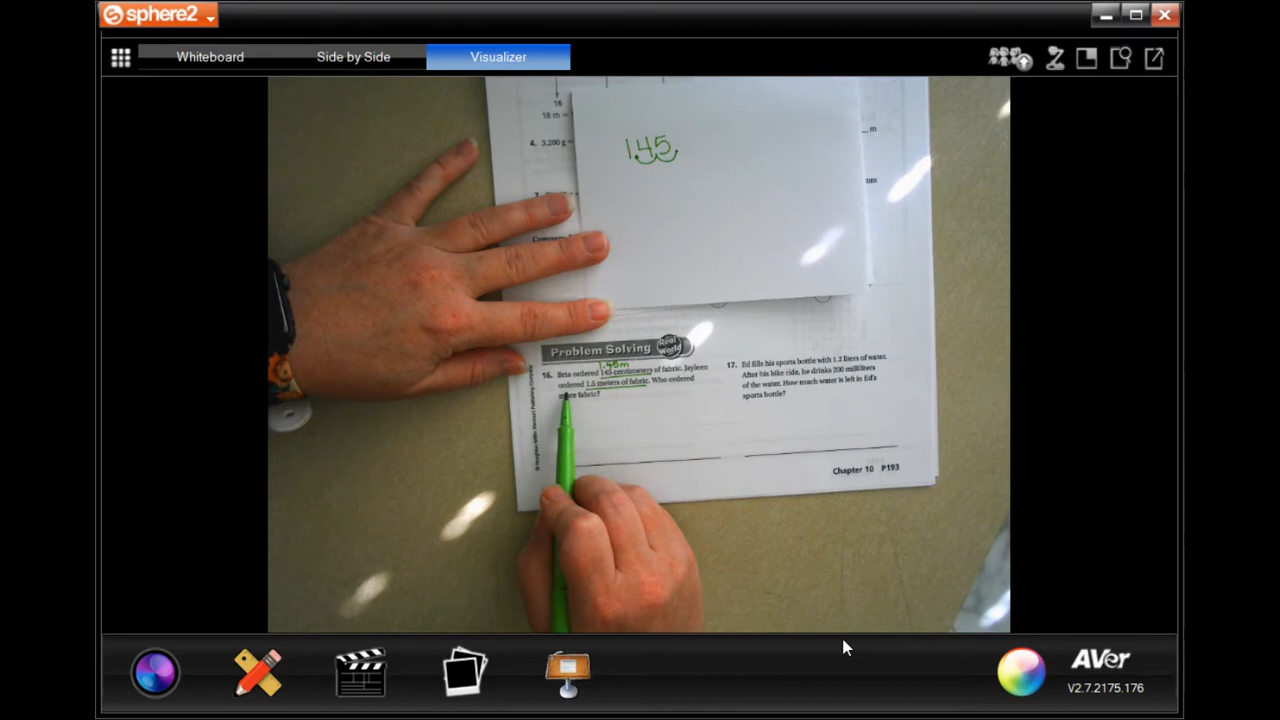 sphere2
Whiteboard Side by Side Visualizer
16
16 m =
4. 3,200 g =
m
145
mm
Problem Solving Real World
1.45m
16. Bria ordered 145 centimeters of fabric. Jayleen
ordered 1.5 meters of fabric. Who ordered
more fabric?
17. Ed fills his sports bottle with 1.2 liters of water.
After his bike ride, he drinks 200 milliliters
of the water. How much water is left in Ed's
sports bottle?
Chapter 10 P193
AVer
V2.7.2175.176